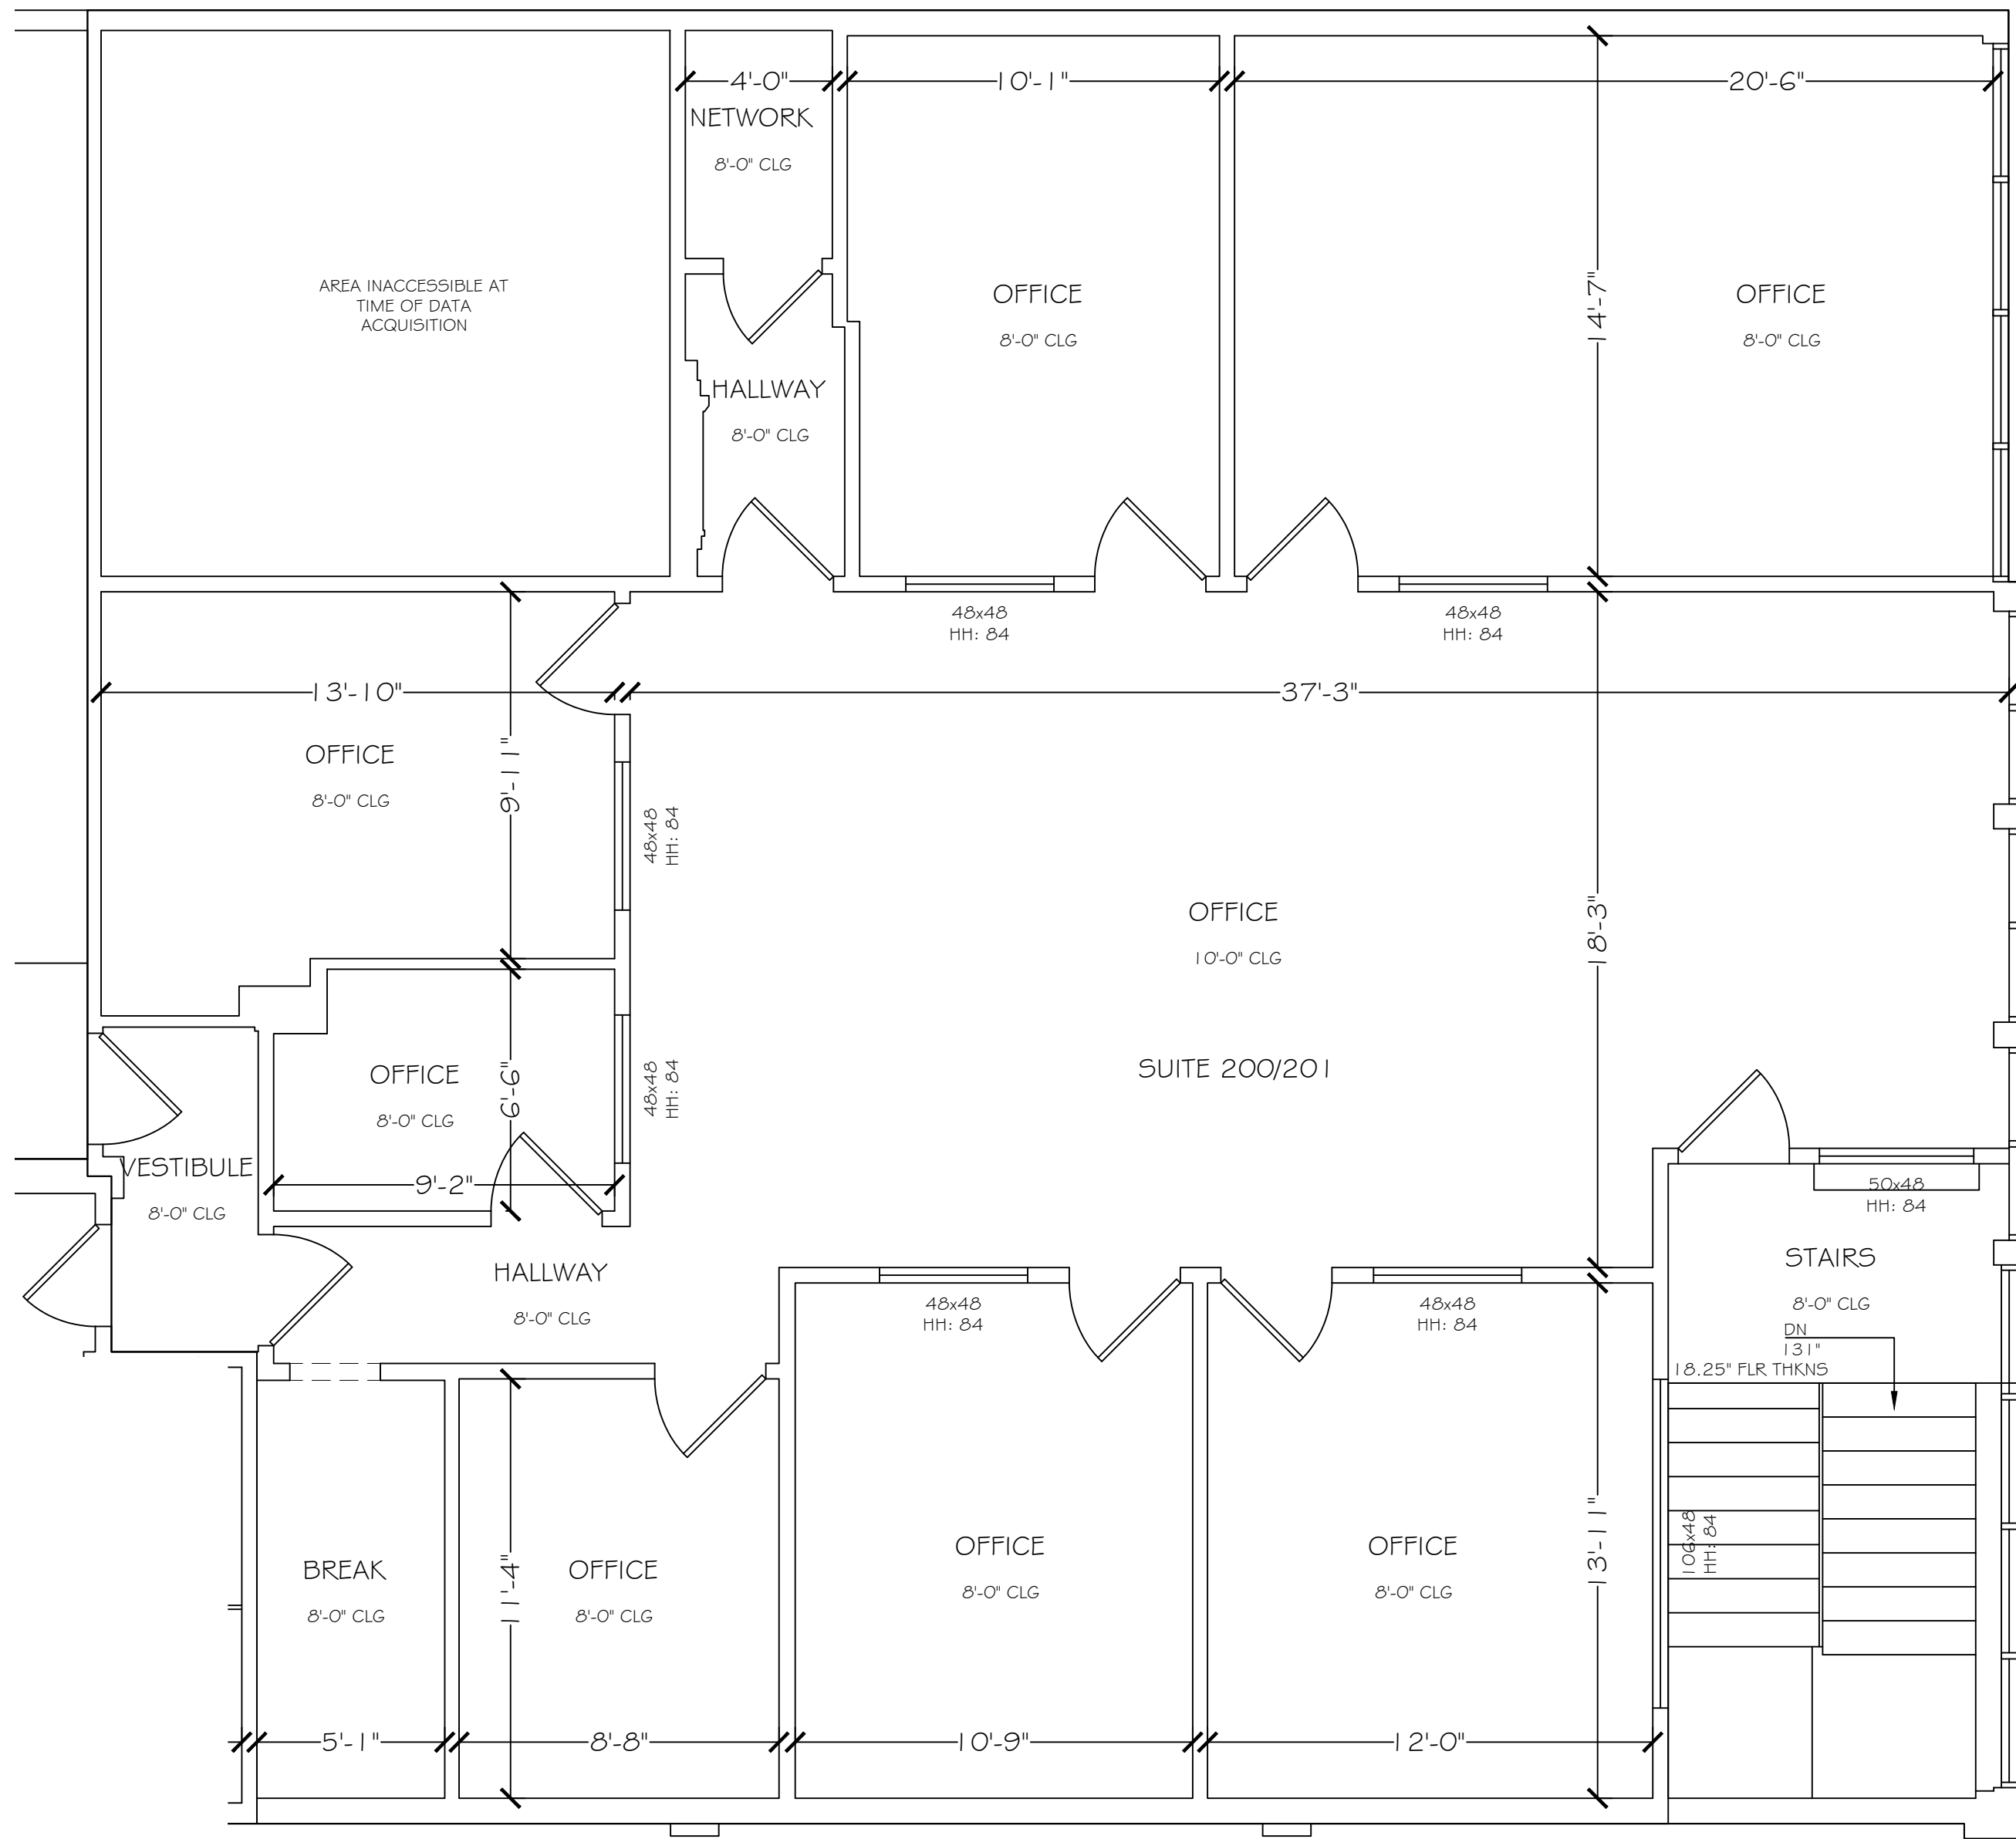 4'-0"
10'-1"
20'-6"
NETWORK
8'-0" CLG
AREA INACCESSIBLE AT
TIME OF DATA
ACQUISITION
OFFICE
8'-0" CLG
14'-7"
OFFICE
8'-0" CLG
HALLWAY
8'-0" CLG
48x48
HH: 84
48x48
HH: 84
13'-10"
37'-3"
OFFICE
8'-0" CLG
9'-11"
48x48
HH: 84
OFFICE
10'-0" CLG
18'-3"
SUITE 200/201
OFFICE
8'-0" CLG
6'-6"
48x48
HH: 84
VESTIBULE
8'-0" CLG
9'-2"
50x48
HH: 84
HALLWAY
8'-0" CLG
STAIRS
8'-0" CLG
48x48
HH: 84
48x48
HH: 84
DN
131"
18.25" FLR THKNS
BREAK
8'-0" CLG
11'-4"
OFFICE
8'-0" CLG
OFFICE
8'-0" CLG
OFFICE
8'-0" CLG
13'-11"
106x48
HH: 84
5'-1"
8'-8"
10'-9"
12'-0"